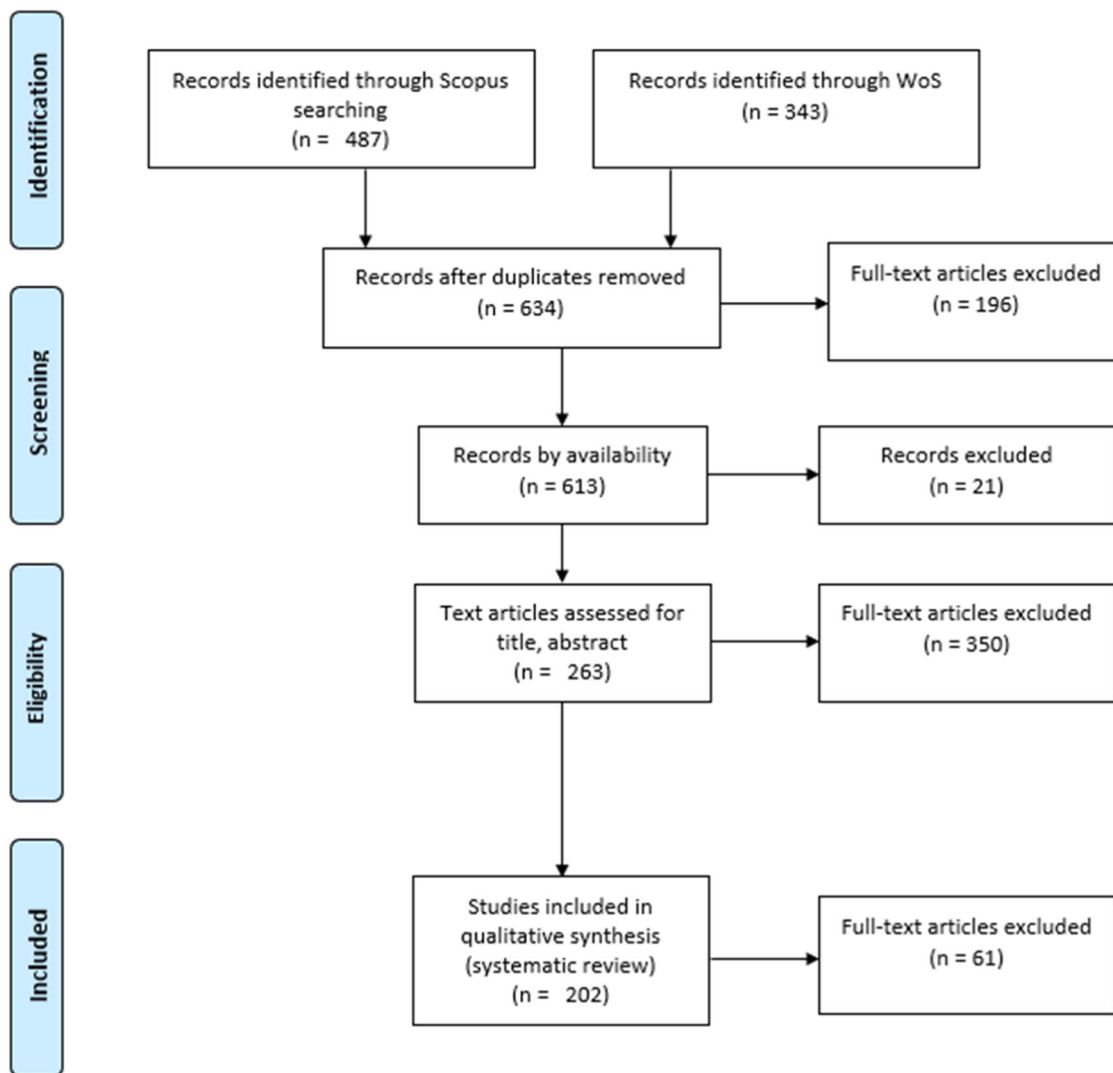 Identification
Records identified through Scopus
searching
(n = 487)
Records identified through WoS
(n = 343)
Records after duplicates removed
(n = 634)
Full-text articles excluded
(n = 196)
Screening
Records by availability
(n = 613)
Records excluded
(n = 21)
Eligibility
Text articles assessed for
title, abstract
(n = 263)
Full-text articles excluded
(n = 350)
Included
Studies included in
qualitative synthesis
(systematic review)
(n = 202)
Full-text articles excluded
(n = 61)